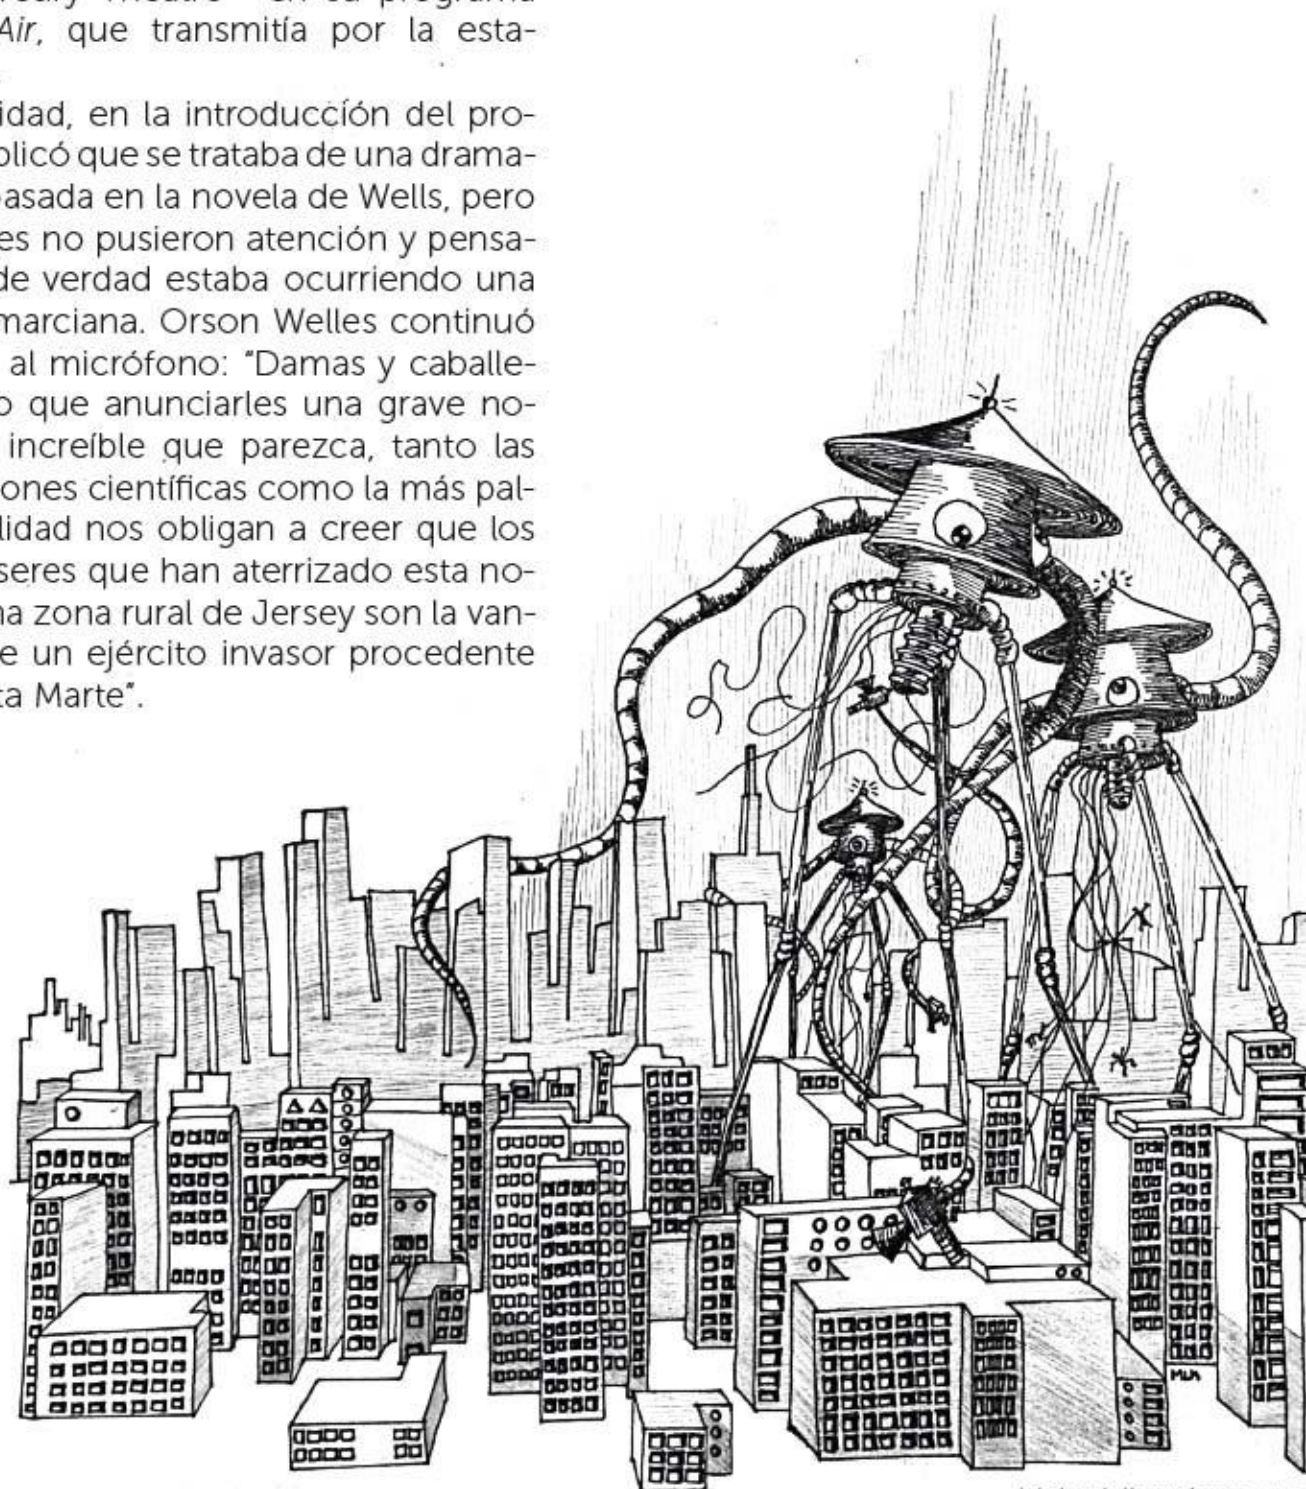 Air, que transmitía por la esta-
idad, en la introducción del pro-
plicó que se trataba de una drama-
basada en la novela de Wells, pero
es no pusieron atención y pensa-
de verdad estaba ocurriendo una
marciana. Orson Welles continuó
al micrófono: “Damas y caballe-
o que anunciarles una grave no-
increíble que parezca, tanto las
ones científicas como la más pal-
lidad nos obligan a creer que los
seres que han aterrizado esta no-
na zona rural de Jersey son la van-
e un ejército invasor procedente
ta Marte”.